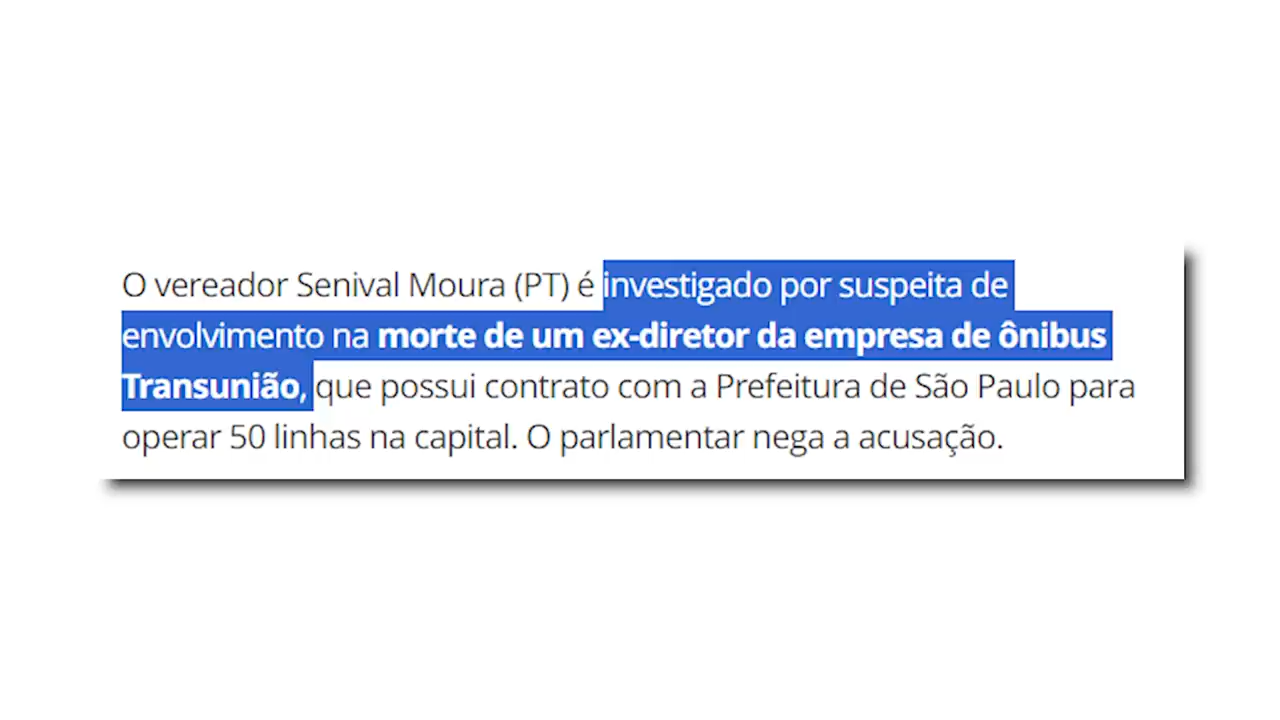 O vereador Senival Moura (PT) é investigado por suspeita de
envolvimento na morte de um ex-diretor da empresa de ônibus
Transunião, que possui contrato com a Prefeitura de São Paulo para
operar 50 linhas na capital. O parlamentar nega a acusação.